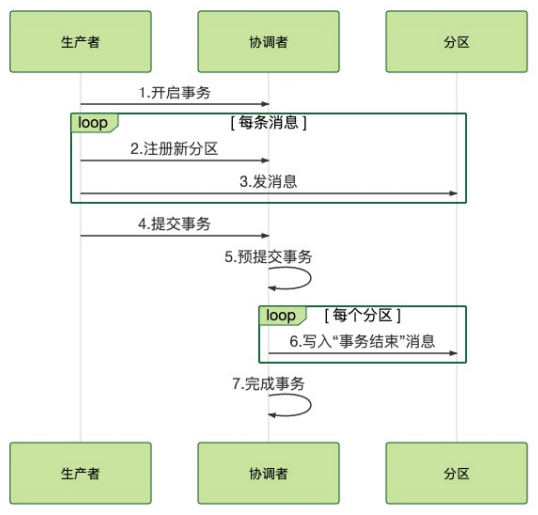 生产者
协调者
分区
1.开启事务
loop
[ 每条消息 ]
2.注册新分区
3.发消息
4.提交事务
5.预提交事务
loop
[ 每个分区 ]
6.写入“事务结束”消息
7.完成事务
生产者
协调者
分区